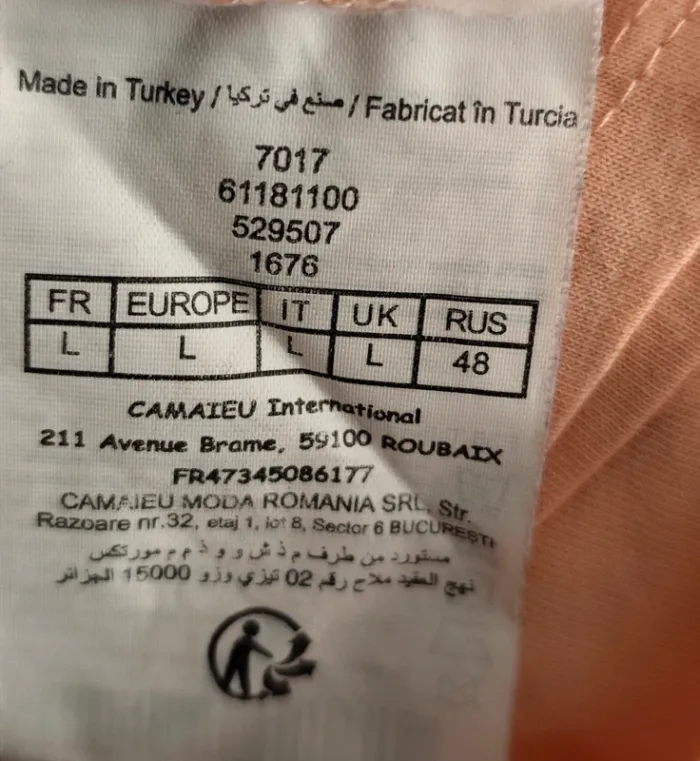 Made in Turkey / صنع في تركيا / Fabricat în Turcia
7017
61181100
529507
1676
FR EUROPE IT UK RUS
L L L L 48
CAMAIEU International
211 Avenue Brame, 59100 ROUBAIX
FR47345086177
CAMAIEU MODA ROMANIA SRL, Str.
Razoare nr.32, etaj 1, lot 8, Sector 6 BUCURESTI
مستورد من طرف م ذ ش و و ذ م م مورتكس
نهج العقيد ملاح رقم 02 تيزي وزو 15000 الجزائر